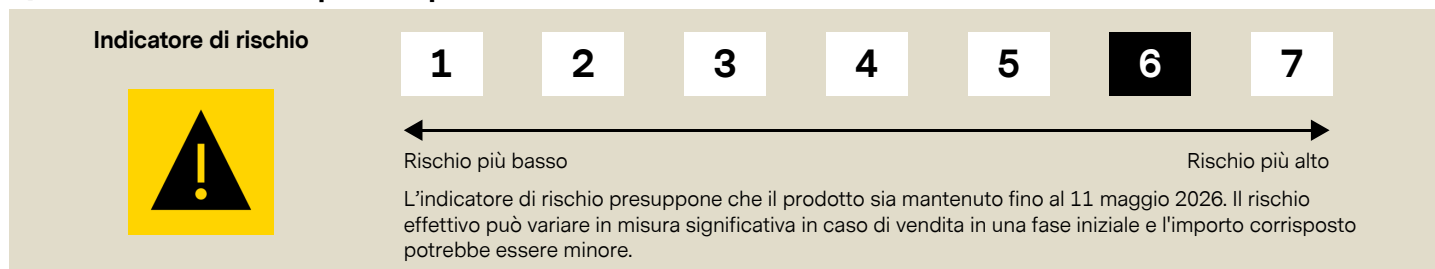 Indicatore di rischio
1 2 3 4 5 6 7
Rischio più basso
Rischio più alto
L'indicatore di rischio presuppone che il prodotto sia mantenuto fino al 11 maggio 2026. Il rischio
effettivo può variare in misura significativa in caso di vendita in una fase iniziale e l'importo corrisposto
potrebbe essere minore.